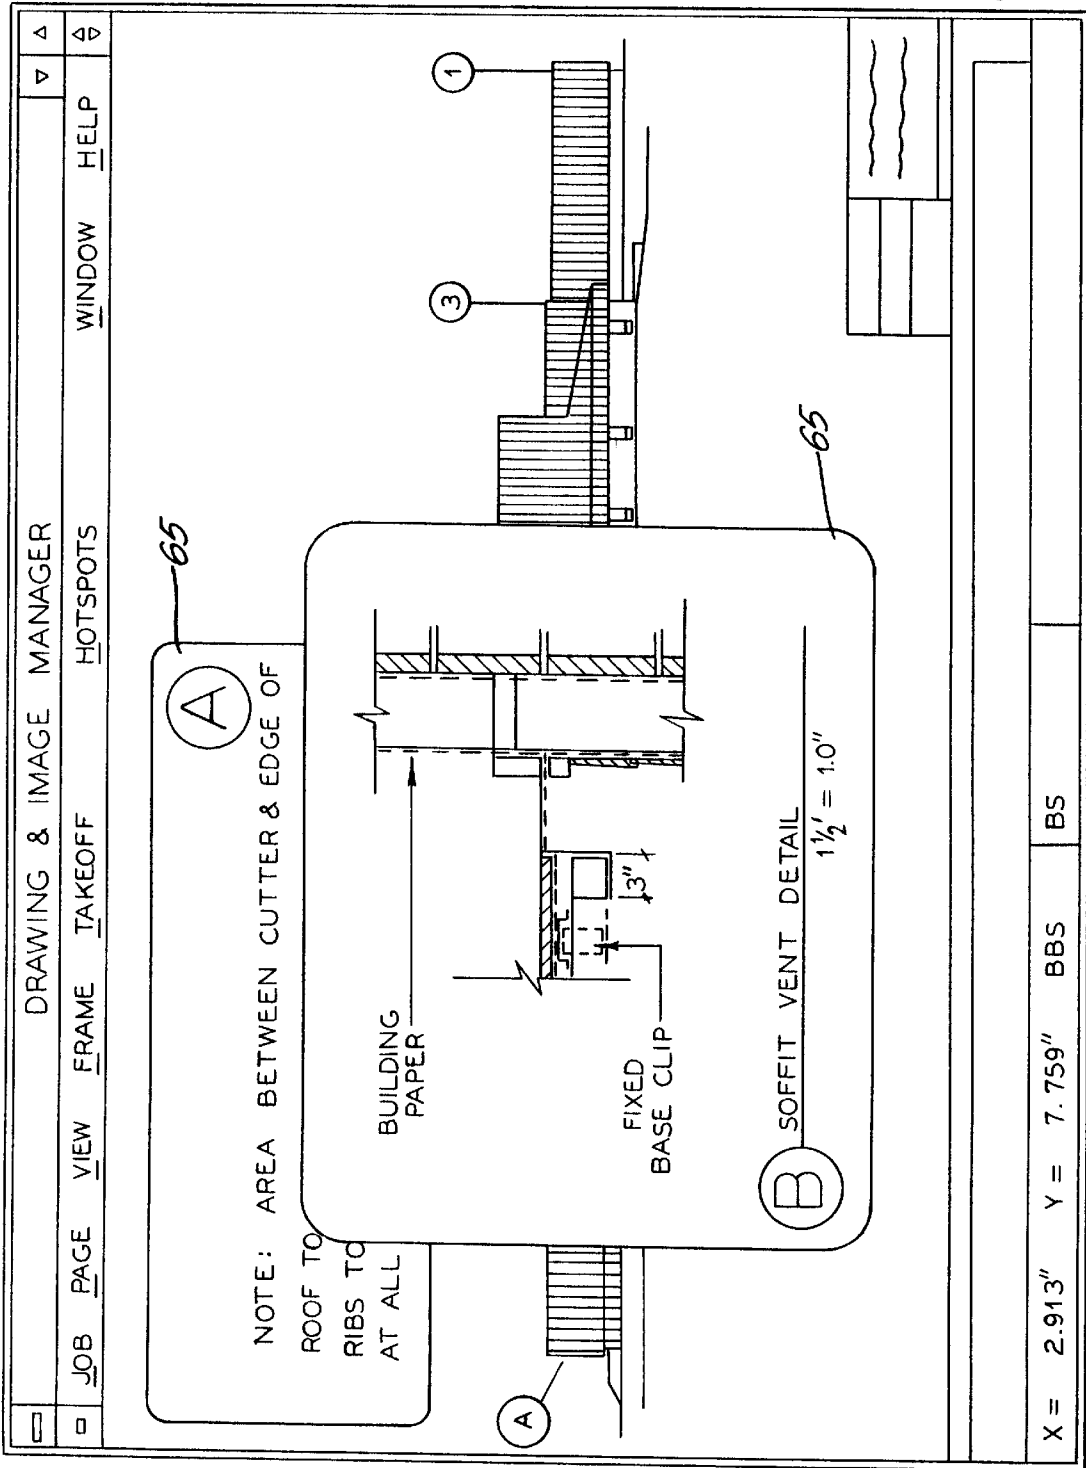 DRAWING & IMAGE MANAGER
JOB PAGE VIEW FRAME TAKEOFF HOTSPOTS WINDOW HELP
65
A
NOTE: AREA BETWEEN CUTTER & EDGE OF
ROOF TO
RIBS TO
AT ALL
BUILDING
PAPER
FIXED
BASE CLIP
3"
B
SOFFIT VENT DETAIL
1 1/2' = 1.0"
65
A
3
1
X = 2.913" Y = 7.759" BBS BS